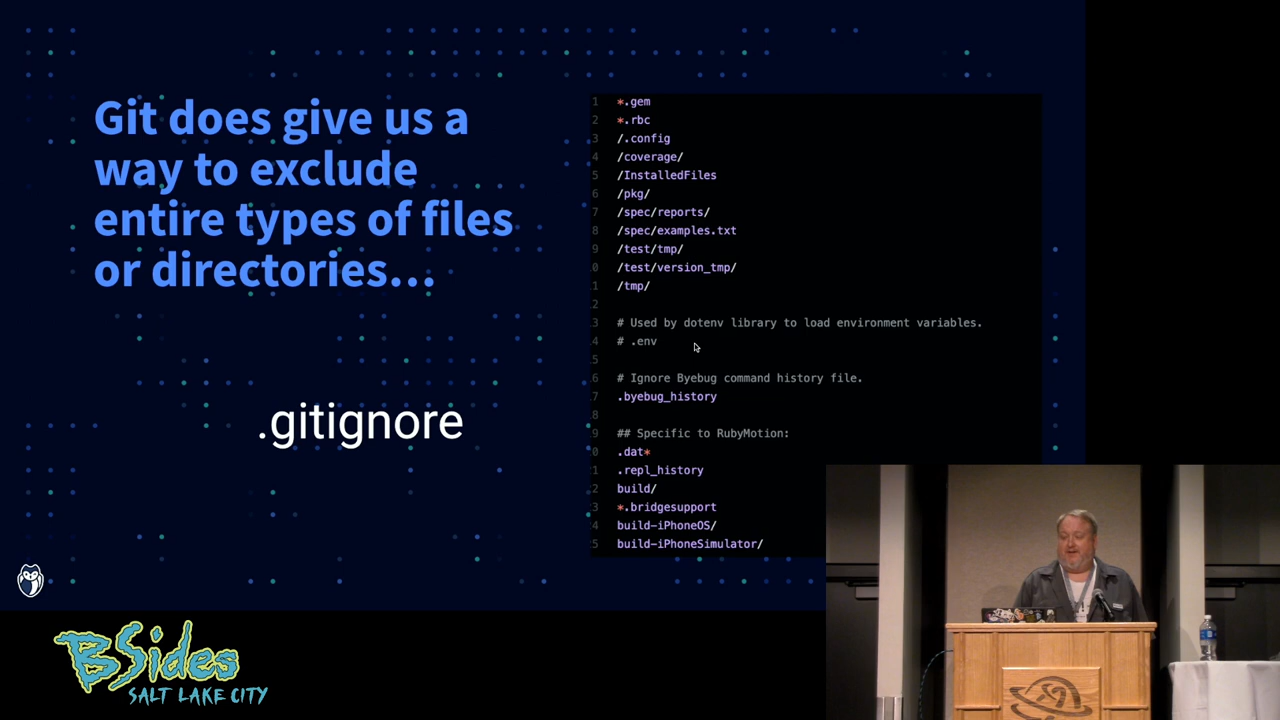 Git does give us a
way to exclude
entire types of files
or directories...
.gitignore
1 *.gem
2 *.rbc
3 /.config
4 /coverage/
5 /InstalledFiles
6 /pkg/
7 /spec/reports/
8 /spec/examples.txt
9 /test/tmp/
0 /test/version_tmp/
1 /tmp/
2
3 # Used by dotenv library to load environment variables.
4 # .env
5
6 # Ignore Byebug command history file.
7 .byebug_history
8
9 ## Specific to RubyMotion:
0 .dat*
1 .repl_history
2 build/
3 *.bridgesupport
4 build-iPhoneOS/
5 build-iPhoneSimulator/
BSides
SALT LAKE CITY